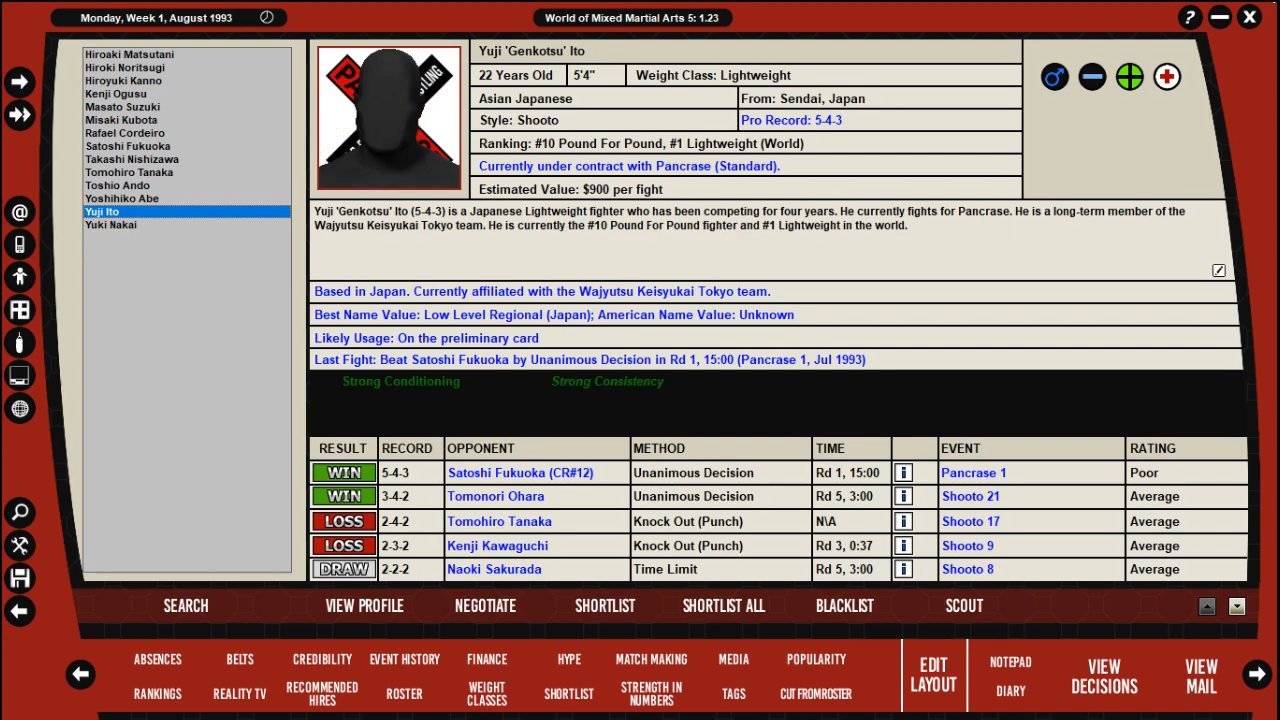 Monday, Week 1, August 1993
World of Mixed Martial Arts 5: 1.23
?
Hiroaki Matsutani
Hiroki Noritsugi
Hiroyuki Kanno
Kenji Ogusu
Masato Suzuki
Misaki Kubota
Rafael Cordeiro
Satoshi Fukuoka
Takashi Nishizawa
Tomohiro Tanaka
Toshio Ando
Yoshihiko Abe
Yuji Ito
Yuki Nakai
Yuji 'Genkotsu' Ito
22 Years Old 5'4" Weight Class: Lightweight
Asian Japanese From: Sendai, Japan
Style: Shooto Pro Record: 5-4-3
Ranking: #10 Pound For Pound, #1 Lightweight (World)
Currently under contract with Pancrase (Standard).
Estimated Value: $900 per fight
Yuji 'Genkotsu' Ito (5-4-3) is a Japanese Lightweight fighter who has been competing for four years. He currently fights for Pancrase. He is a long-term member of the
Wajyutsu Keisyukai Tokyo team. He is currently the #10 Pound For Pound fighter and #1 Lightweight in the world.
Based in Japan. Currently affiliated with the Wajyutsu Keisyukai Tokyo team.
Best Name Value: Low Level Regional (Japan); American Name Value: Unknown
Likely Usage: On the preliminary card
Last Fight: Beat Satoshi Fukuoka by Unanimous Decision in Rd 1, 15:00 (Pancrase 1, Jul 1993)
Strong Conditioning Strong Consistency
RESULT RECORD OPPONENT METHOD TIME EVENT RATING
WIN 5-4-3 Satoshi Fukuoka (CR#12) Unanimous Decision Rd 1, 15:00 i Pancrase 1 Poor
WIN 3-4-2 Tomonori Ohara Unanimous Decision Rd 5, 3:00 i Shooto 21 Average
LOSS 2-4-2 Tomohiro Tanaka Knock Out (Punch) N\A i Shooto 17 Average
LOSS 2-3-2 Kenji Kawaguchi Knock Out (Punch) Rd 3, 0:37 i Shooto 9 Average
DRAW 2-2-2 Naoki Sakurada Time Limit Rd 5, 3:00 i Shooto 8 Average
SEARCH VIEW PROFILE NEGOTIATE SHORTLIST SHORTLIST ALL BLACKLIST SCOUT
ABSENCES BELTS CREDIBILITY EVENT HISTORY FINANCE HYPE MATCH MAKING MEDIA POPULARITY
RANKINGS REALITY TV RECOMMENDED HIRES ROSTER WEIGHT CLASSES SHORTLIST STRENGTH IN NUMBERS TAGS CUT FROM ROSTER
EDIT LAYOUT
NOTEPAD
DIARY
VIEW DECISIONS
VIEW MAIL